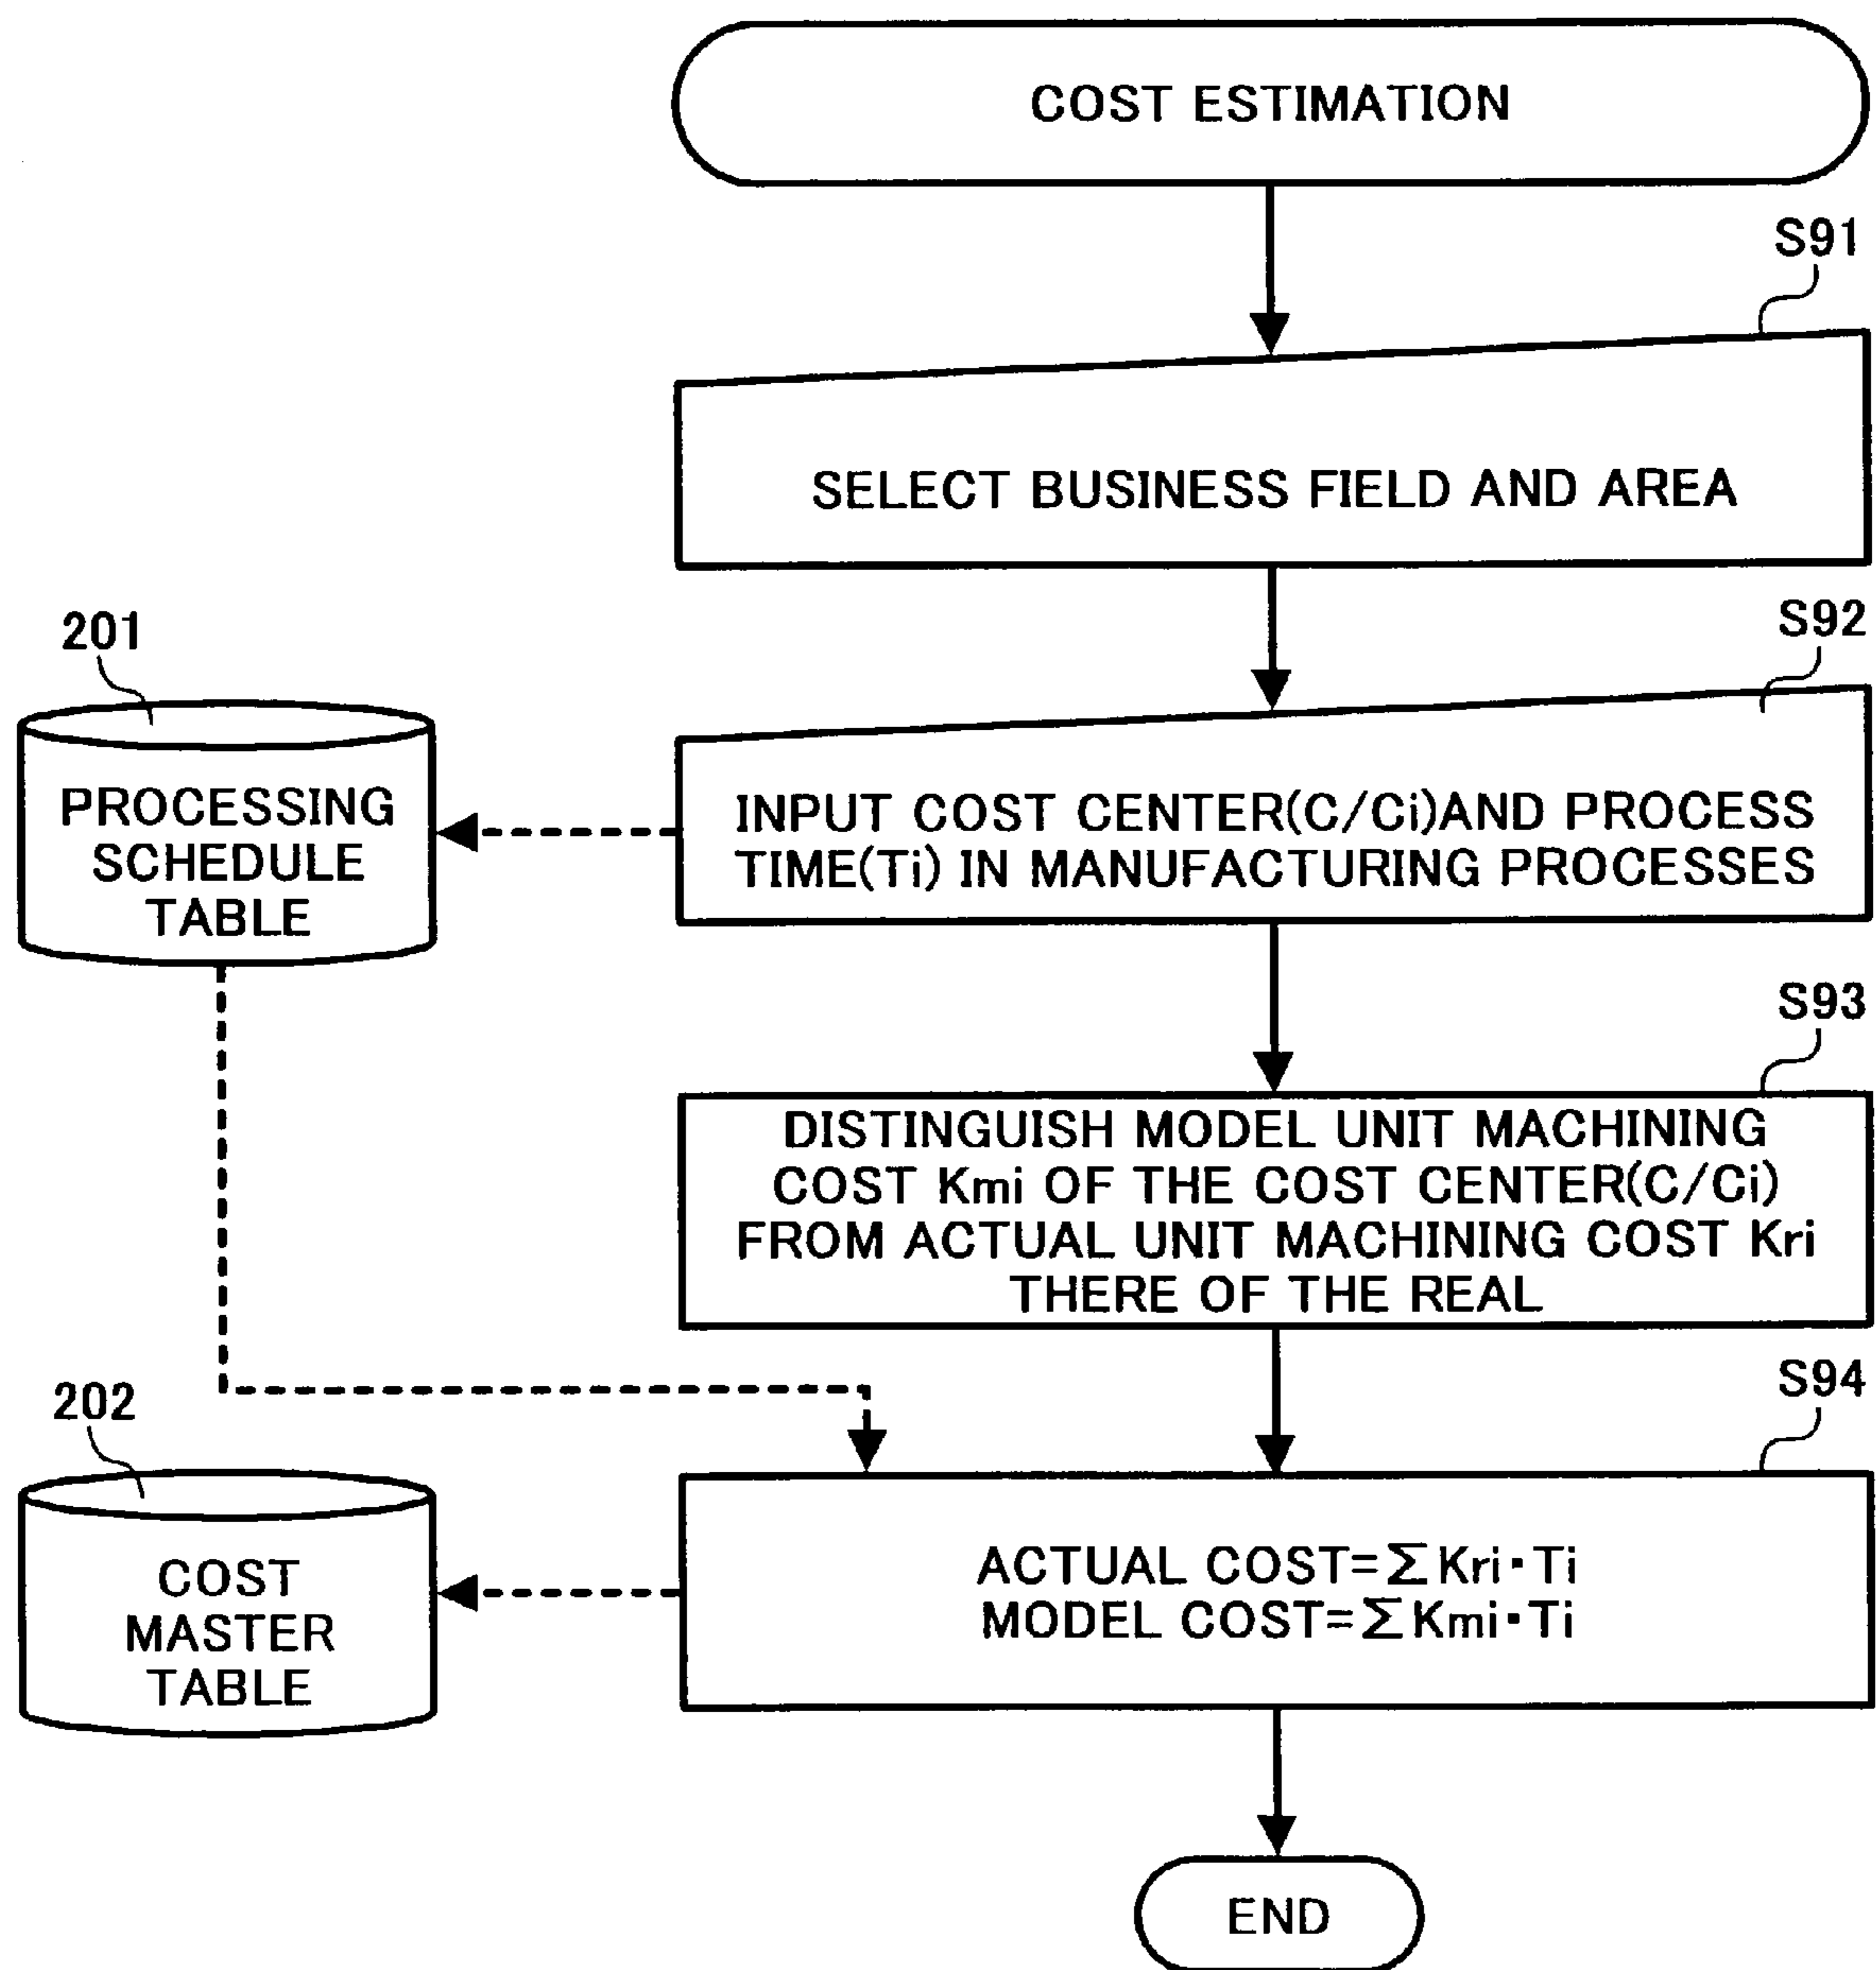 COST ESTIMATION
S91
SELECT BUSINESS FIELD AND AREA
S92
INPUT COST CENTER(C/Ci)AND PROCESS
TIME(Ti) IN MANUFACTURING PROCESSES
201
PROCESSING
SCHEDULE
TABLE
S93
DISTINGUISH MODEL UNIT MACHINING
COST Kmi OF THE COST CENTER(C/Ci)
FROM ACTUAL UNIT MACHINING COST Kri
THERE OF THE REAL
S94
ACTUAL COST=∑Kri·Ti
MODEL COST=∑Kmi·Ti
202
COST
MASTER
TABLE
END